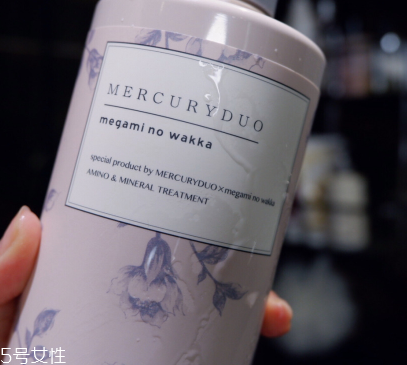 MERCURYDUO
megami no wakka
special product by MERCURYDUO×megami no wakka
AMINO & MINERAL TREATMENT
5号女性